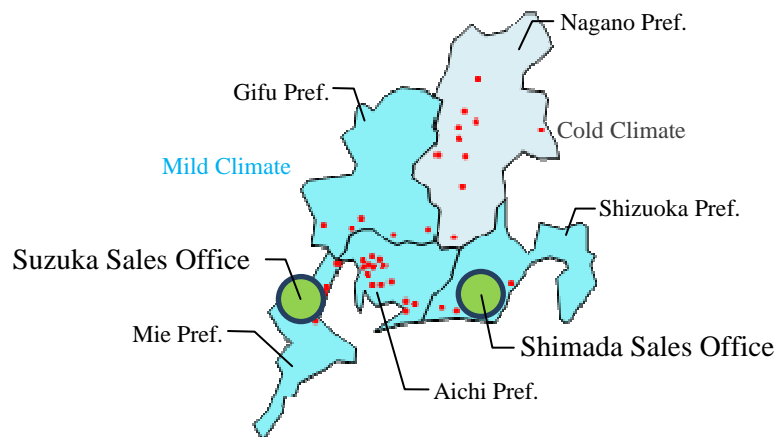 Nagano Pref.
Gifu Pref.
Cold Climate
Mild Climate
Shizuoka Pref.
Suzuka Sales Office
Mie Pref.
Shimada Sales Office
Aichi Pref.